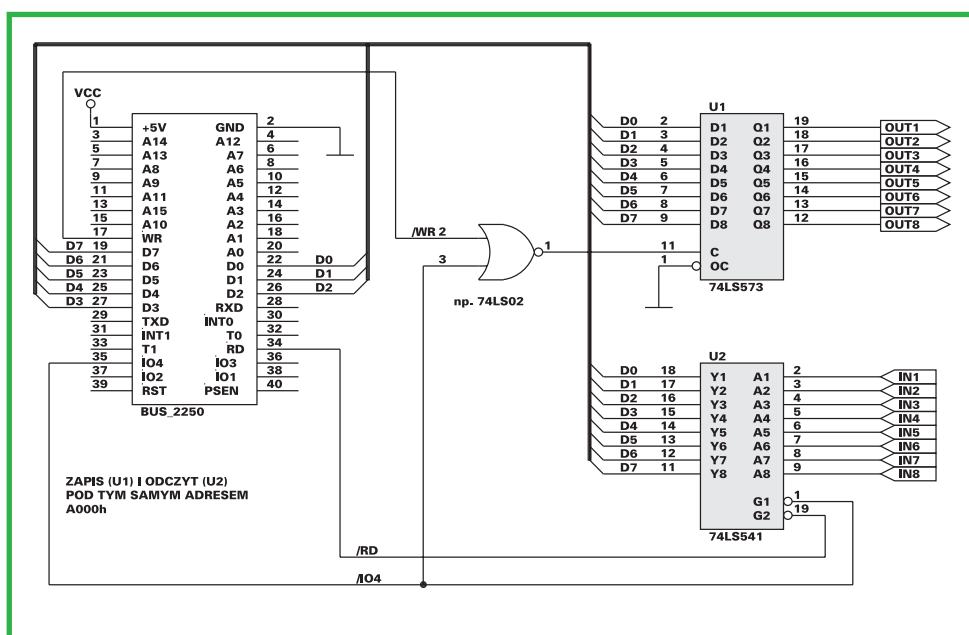 VCC
1 +5V GND 2
3 A14 A12 4
5 A13 A7 6
7 A8 A6 8
9 A9 A5 10
11 A11 A4 12
13 A15 A3 14
15 A10 A2 16
17 WR A1 18
D7 19 D7 A0 20
D6 21 D6 D0 22 D0
D5 23 D5 D1 24 D1
D4 25 D4 D2 26 D2
D3 27 D3 RXD 28
29 TXD INT0 30
31 INT1 T0 32
33 T1 RD 34
35 IO4 IO3 36
37 IO2 IO1 38
39 RST PSEN 40
BUS_2250
/WR 2
3
1
np. 74LS02
U1
D0 2 D1 Q1 19 OUT1
D1 3 D2 Q2 18 OUT2
D2 4 D3 Q3 17 OUT3
D3 5 D4 Q4 16 OUT4
D4 6 D5 Q5 15 OUT5
D5 7 D6 Q6 14 OUT6
D6 8 D7 Q7 13 OUT7
D7 9 D8 Q8 12 OUT8
11 C
1 OC
74LS573
U2
D0 18 Y1 A1 2 IN1
D1 17 Y2 A2 3 IN2
D2 16 Y3 A3 4 IN3
D3 15 Y4 A4 5 IN4
D4 14 Y5 A5 6 IN5
D5 13 Y6 A6 7 IN6
D6 12 Y7 A7 8 IN7
D7 11 Y8 A8 9 IN8
G1 1
G2 19
74LS541
ZAPIS (U1) I ODCZYT (U2)
POD TYM SAMYM ADRESEM
A000h
/RD
/IO4